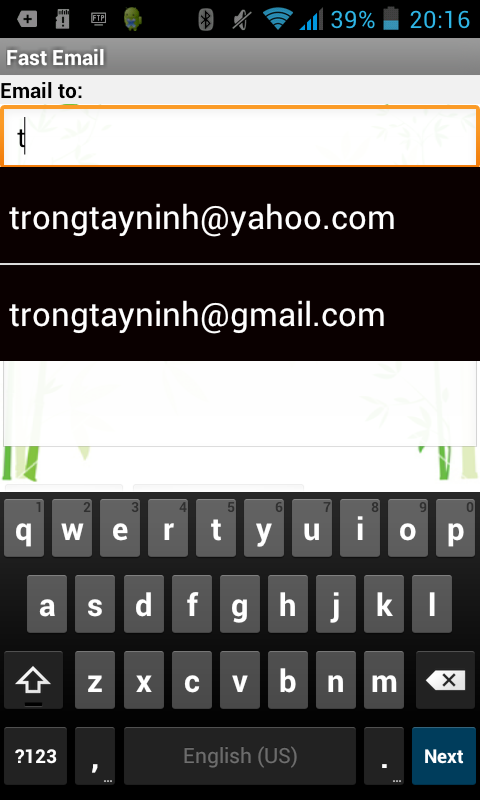 FTP 39% 20:16
Fast Email
Email to:
t
trongtayninh@yahoo.com
trongtayninh@gmail.com
1 2 3 4 5 6 7 8 9 0
q w e r t y u i o p
a s d f g h j k l
z x c v b n m
?123 , ... English (US) . ... Next